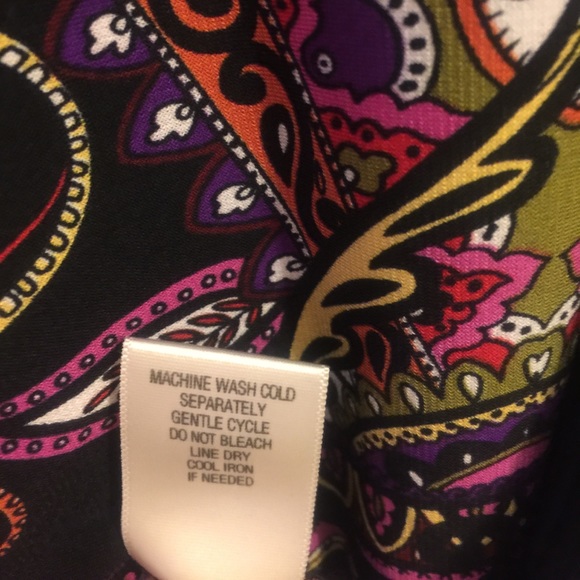 MACHINE WASH COLD
SEPARATELY
GENTLE CYCLE
DO NOT BLEACH
LINE DRY
COOL IRON
IF NEEDED